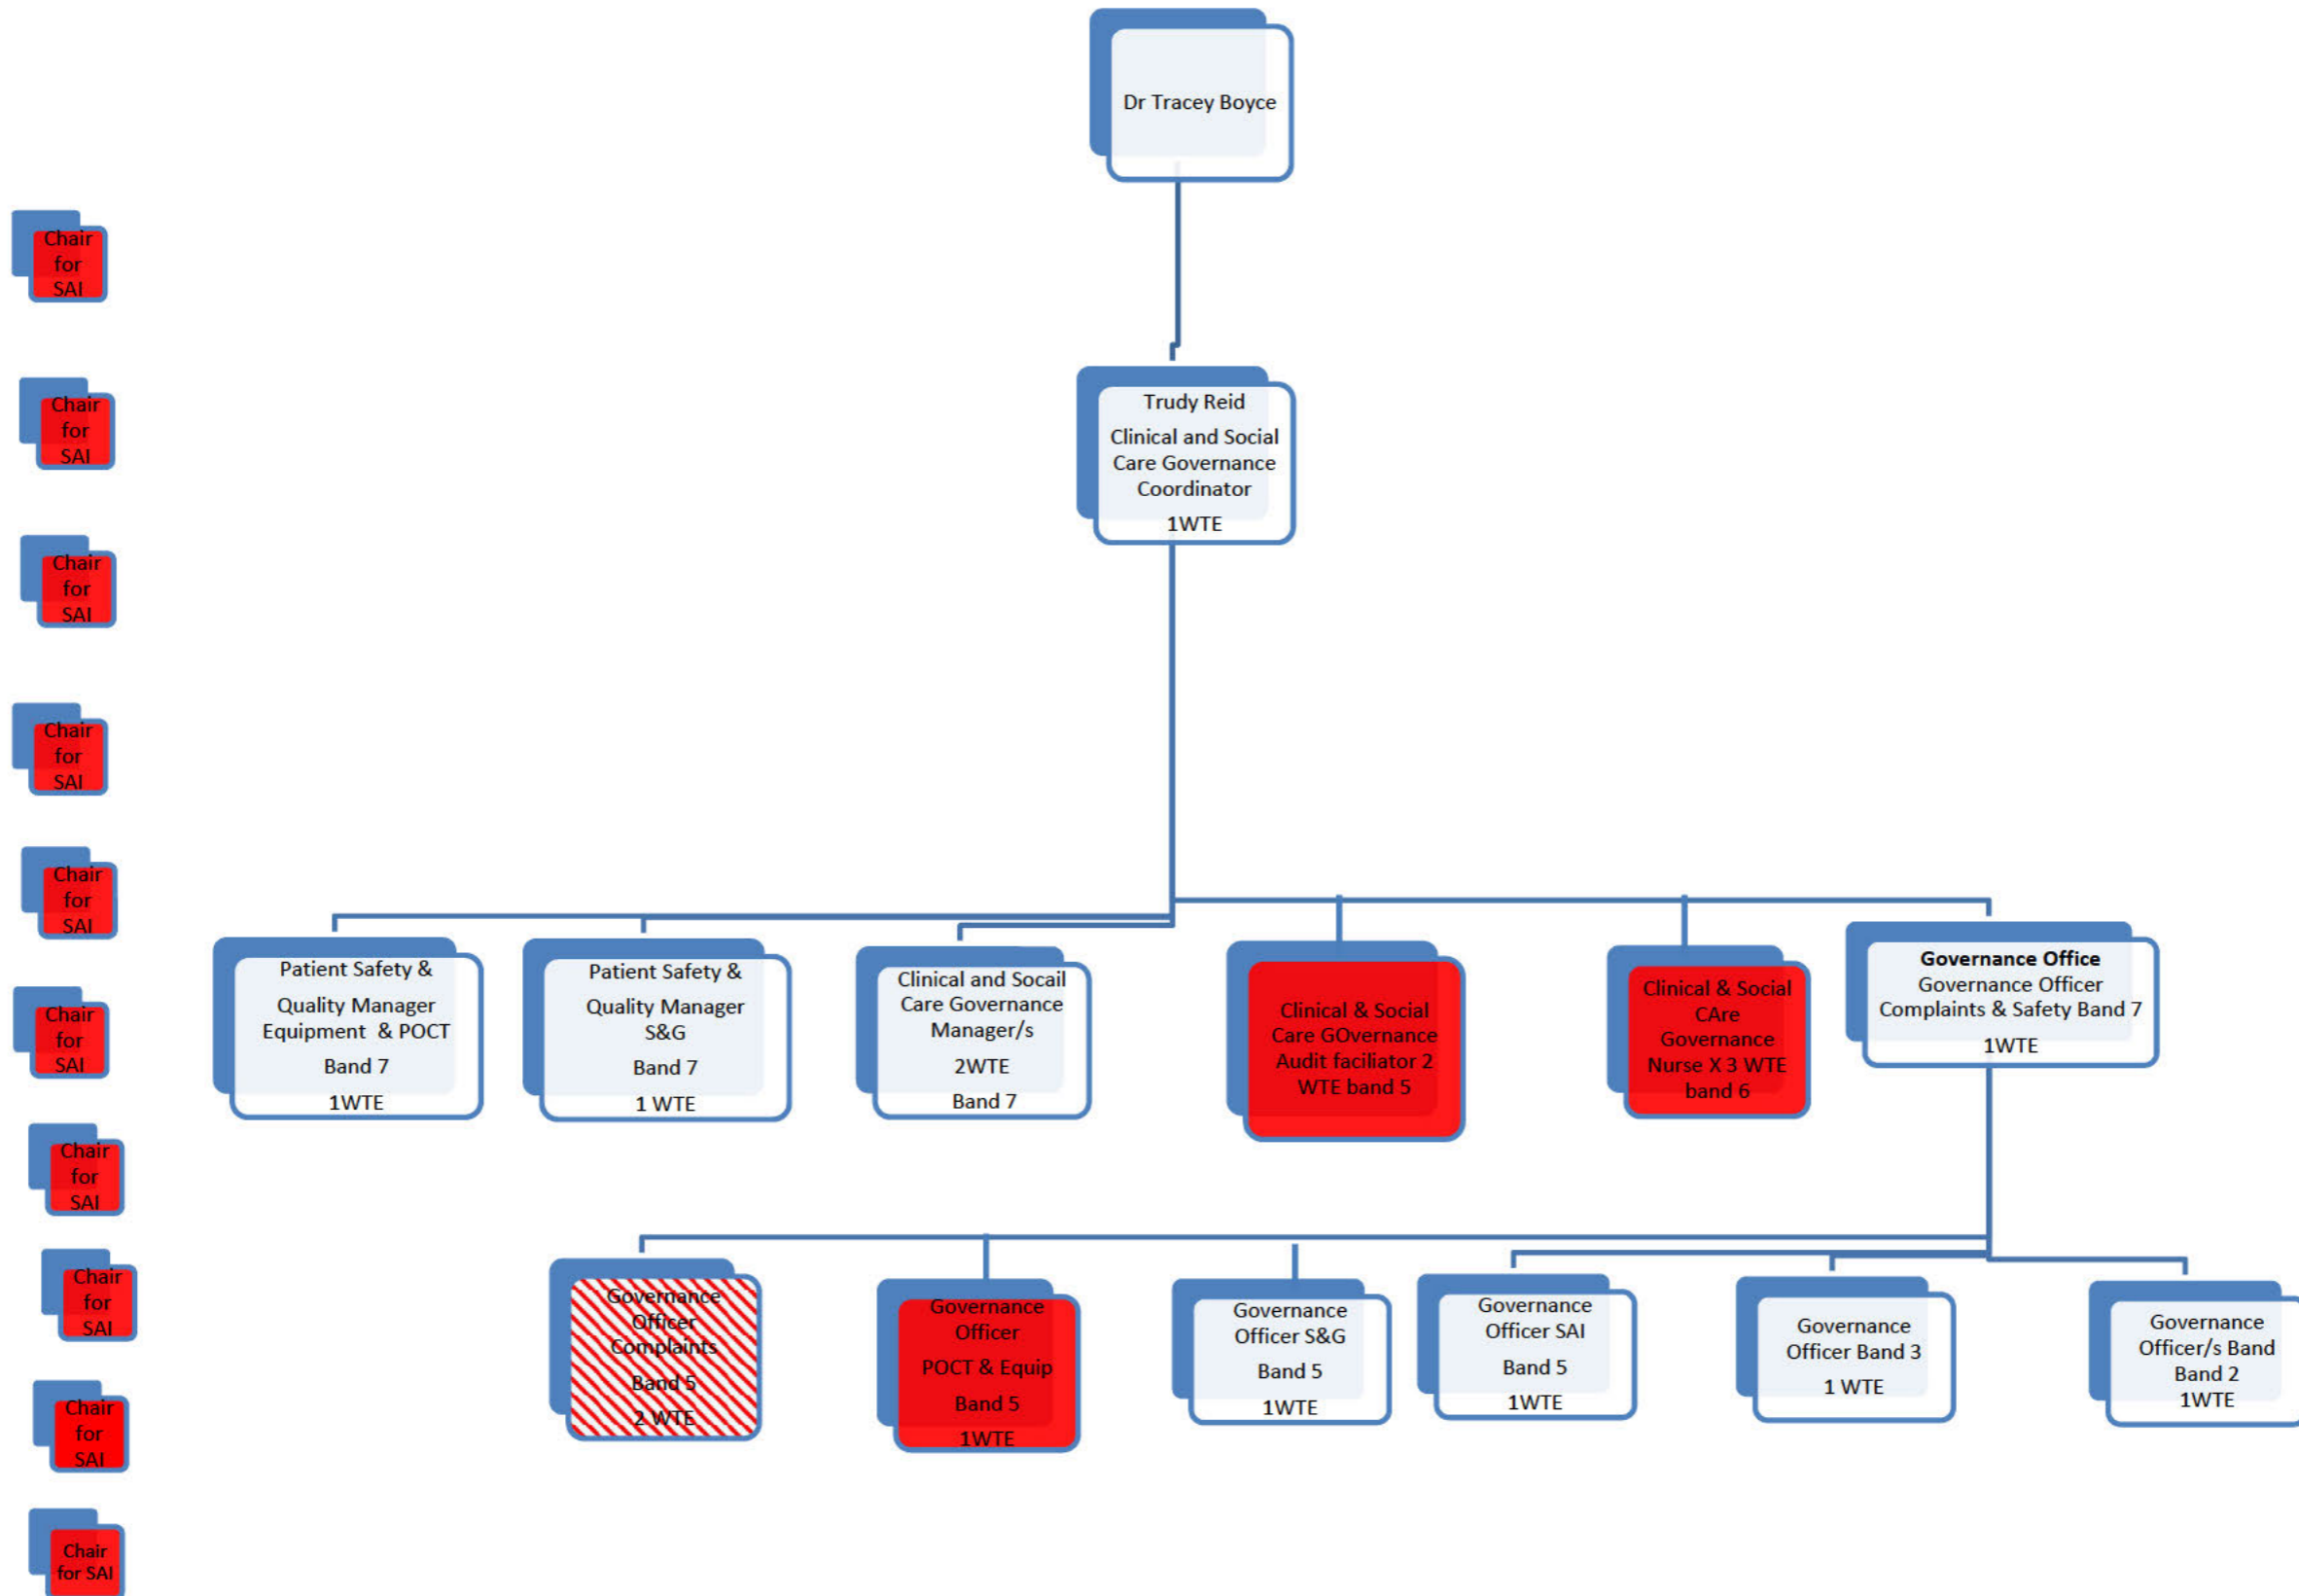 Dr Tracey Boyce
Chair
for
SAI
Chair
for
SAI
Trudy Reid
Clinical and Social
Care Governance
Coordinator
1WTE
Chair
for
SAI
Chair
for
SAI
Chair
for
SAI
Chair
for
SAI
Patient Safety &
Quality Manager
Equipment & POCT
Band 7
1WTE
Patient Safety &
Quality Manager
S&G
Band 7
1 WTE
Clinical and Socail
Care Governance
Manager/s
2WTE
Band 7
Clinical & Social
Care GOvernance
Audit faciliator 2
WTE band 5
Clinical & Social
CAre
Governance
Nurse X 3 WTE
band 6
Governance Office
Governance Officer
Complaints & Safety Band 7
1WTE
Chair
for
SAI
Chair
for
SAI
Governance
Officer
Complaints
Band 5
2 WTE
Governance
Officer
POCT & Equip
Band 5
1WTE
Governance
Officer S&G
Band 5
1WTE
Governance
Officer SAI
Band 5
1WTE
Governance
Officer Band 3
1 WTE
Governance
Officer/s Band
Band 2
1WTE
Chair
for
SAI
Chair
for SAI